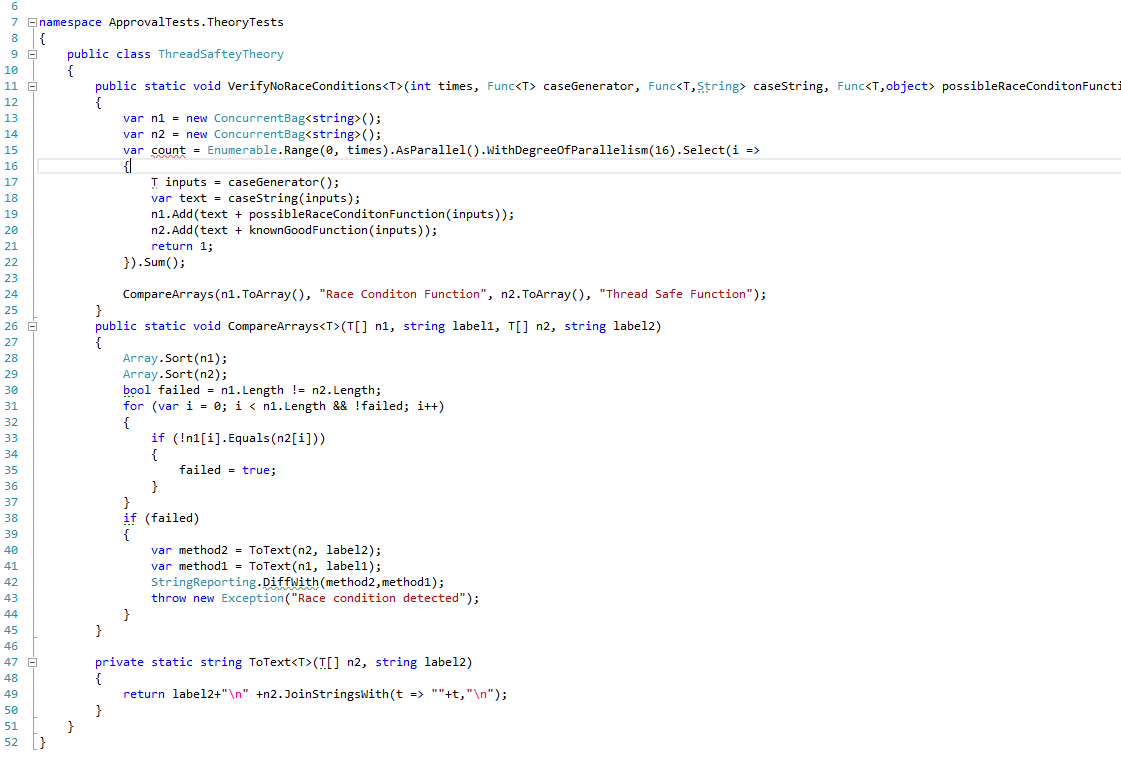 6
7 namespace ApprovalTests.TheoryTests
8 {
9     public class ThreadSafteyTheory
10     {
11         public static void VerifyNoRaceConditions<T>(int times, Func<T> caseGenerator, Func<T,String> caseString, Func<T,object> possibleRaceConditonFuncti
12         {
13             var n1 = new ConcurrentBag<string>();
14             var n2 = new ConcurrentBag<string>();
15             var count = Enumerable.Range(0, times).AsParallel().WithDegreeOfParallelism(16).Select(i =>
16             {
17                 T inputs = caseGenerator();
18                 var text = caseString(inputs);
19                 n1.Add(text + possibleRaceConditonFunction(inputs));
20                 n2.Add(text + knownGoodFunction(inputs));
21                 return 1;
22             }).Sum();
23
24             CompareArrays(n1.ToArray(), "Race Conditon Function", n2.ToArray(), "Thread Safe Function");
25         }
26         public static void CompareArrays<T>(T[] n1, string label1, T[] n2, string label2)
27         {
28             Array.Sort(n1);
29             Array.Sort(n2);
30             bool failed = n1.Length != n2.Length;
31             for (var i = 0; i < n1.Length && !failed; i++)
32             {
33                 if (!n1[i].Equals(n2[i]))
34                 {
35                     failed = true;
36                 }
37             }
38             if (failed)
39             {
40                 var method2 = ToText(n2, label2);
41                 var method1 = ToText(n1, label1);
42                 StringReporting.DiffWith(method2,method1);
43                 throw new Exception("Race condition detected");
44             }
45         }
46
47         private static string ToText<T>(T[] n2, string label2)
48         {
49             return label2+"\n" +n2.JoinStringsWith(t => ""+t,"\n");
50         }
51     }
52 }